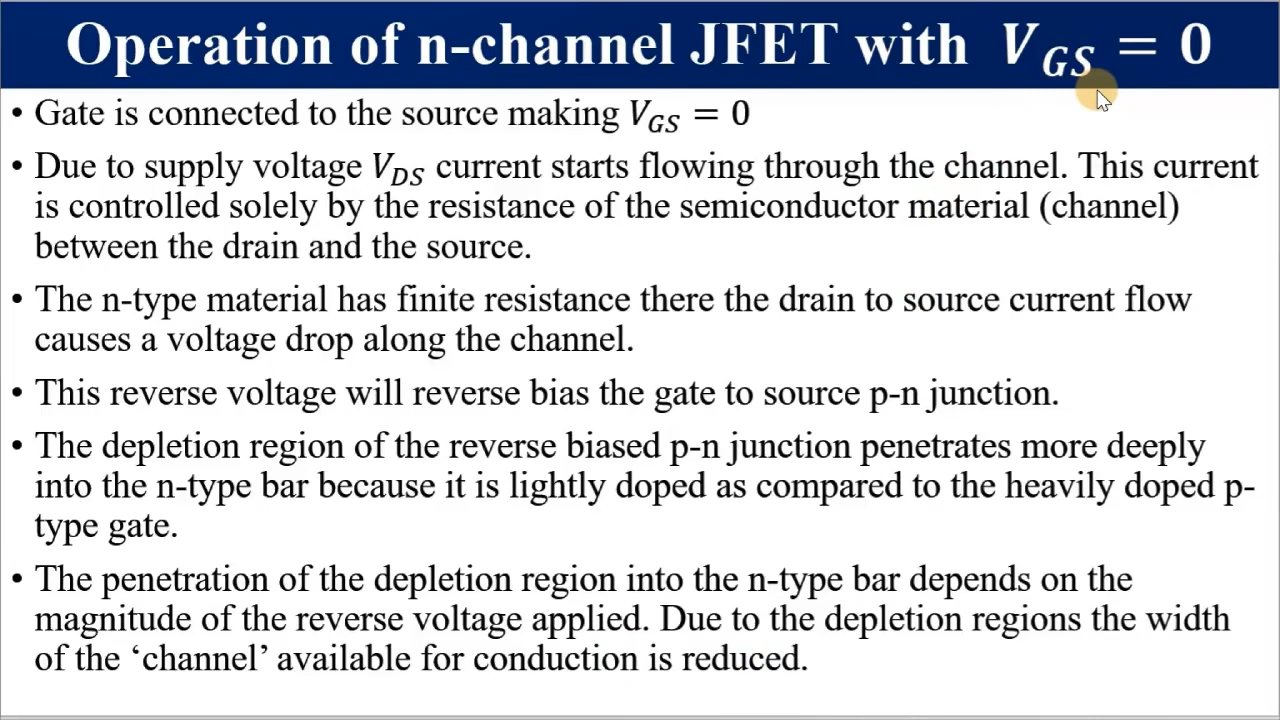 Operation of n-channel JFET with V_GS = 0
• Gate is connected to the source making V_GS = 0
• Due to supply voltage V_DS current starts flowing through the channel. This current
is controlled solely by the resistance of the semiconductor material (channel)
between the drain and the source.
• The n-type material has finite resistance there the drain to source current flow
causes a voltage drop along the channel.
• This reverse voltage will reverse bias the gate to source p-n junction.
• The depletion region of the reverse biased p-n junction penetrates more deeply
into the n-type bar because it is lightly doped as compared to the heavily doped p-
type gate.
• The penetration of the depletion region into the n-type bar depends on the
magnitude of the reverse voltage applied. Due to the depletion regions the width
of the ‘channel’ available for conduction is reduced.